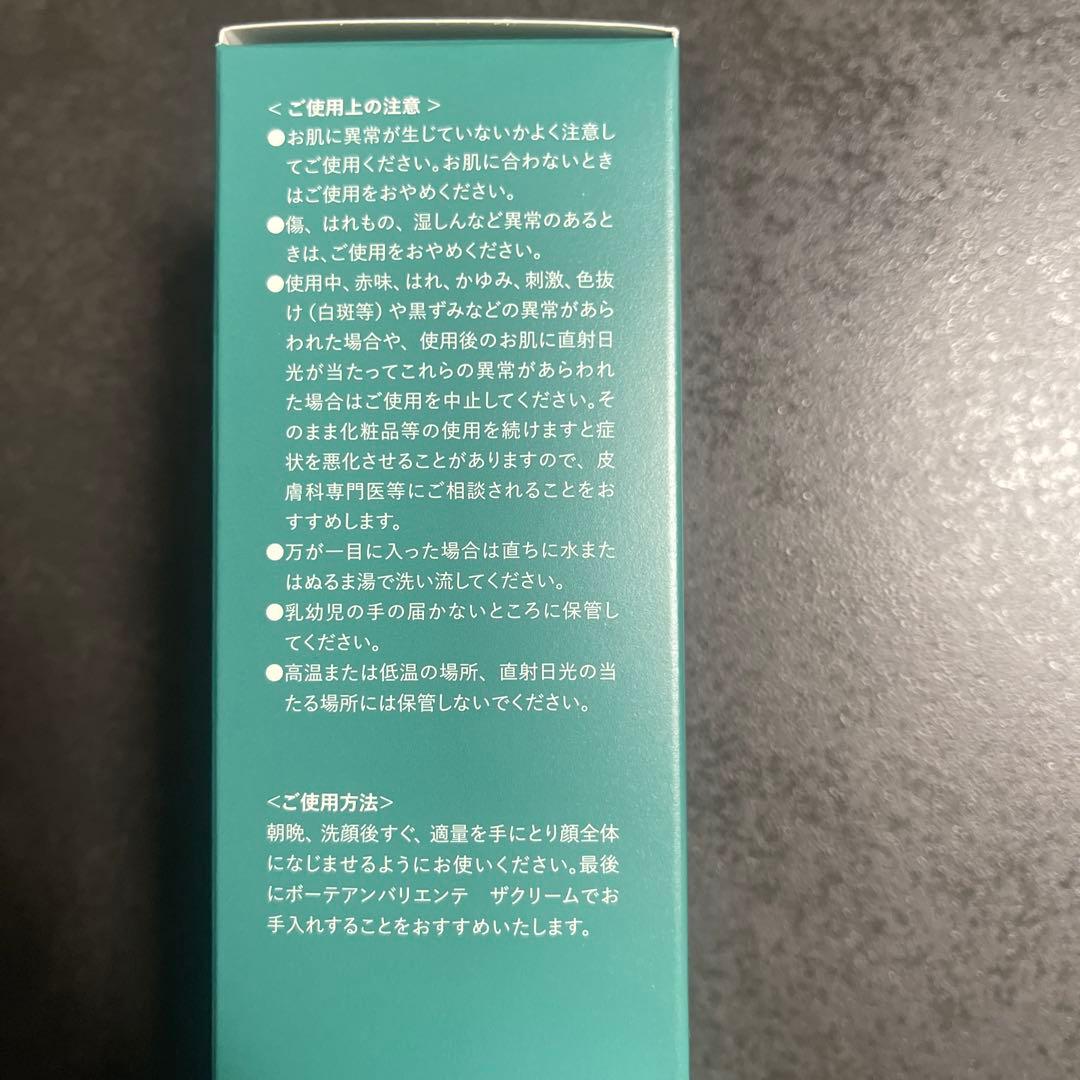 < ご使用上の注意 >
●お肌に異常が生じていないかよく注意し
てご使用ください。お肌に合わないとき
はご使用をおやめください。
●傷、はれもの、湿しんなど異常のあると
きは、ご使用をおやめください。
●使用中、赤味、はれ、かゆみ、刺激、色抜
け（白斑等）や黒ずみなどの異常があら
われた場合や、使用後のお肌に直射日
光が当たってこれらの異常があらわれ
た場合はご使用を中止してください。そ
のまま化粧品等の使用を続けますと症
状を悪化させることがありますので、皮
膚科専門医等にご相談されることをお
すすめします。
●万が一目に入った場合は直ちに水また
はぬるま湯で洗い流してください。
●乳幼児の手の届かないところに保管し
てください。
●高温または低温の場所、直射日光の当
たる場所には保管しないでください。
<ご使用方法>
朝晩、洗顔後すぐ、適量を手にとり顔全体
になじませるようにお使いください。最後
にボーテアンバリエンテ　ザクリームでお
手入れすることをおすすめいたします。